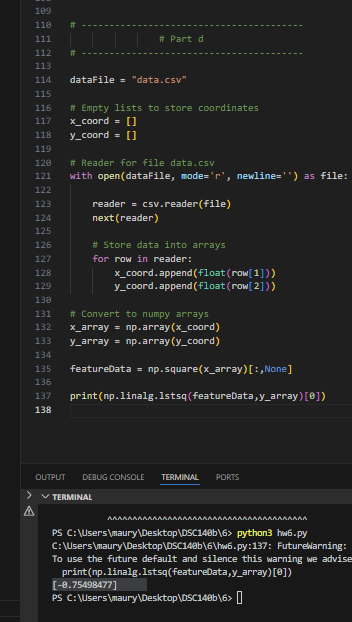 110 # --------------------------------------------
111 # Part d
112 # --------------------------------------------
113
114 dataFile = "data.csv"
115
116 # Empty lists to store coordinates
117 x_coord = []
118 y_coord = []
119
120 # Reader for file data.csv
121 with open(dataFile, mode='r', newline='') as file:
122
123 reader = csv.reader(file)
124 next(reader)
125
126 # Store data into arrays
127 for row in reader:
128 x_coord.append(float(row[1]))
129 y_coord.append(float(row[2]))
130
131 # Convert to numpy arrays
132 x_array = np.array(x_coord)
133 y_array = np.array(y_coord)
134
135 featureData = np.square(x_array)[:,None]
136
137 print(np.linalg.lstsq(featureData,y_array)[0])
138
OUTPUT DEBUG CONSOLE TERMINAL PORTS
TERMINAL
^^^^^^^^^^^^^^^^^^^^^^^^^^^^^^^^^^^^^^^^
PS C:\Users\maury\Desktop\DSC140b\6> python3 hw6.py
C:\Users\maury\Desktop\DSC140b\6\hw6.py:137: FutureWarning:
To use the future default and silence this warning we advise
print(np.linalg.lstsq(featureData,y_array)[0])
[-0.75498477]
PS C:\Users\maury\Desktop\DSC140b\6>